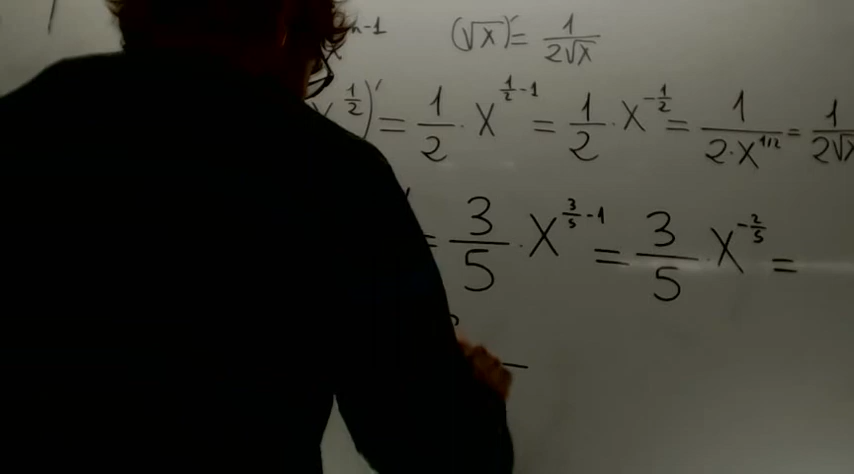 n-1 (√x)' = 1/(2√x)
x^(1/2))' = 1/2 · x^(1/2 - 1) = 1/2 · x^(-1/2) = 1/(2·x^(1/2)) = 1/(2√x
= 3/5 · x^(3/5 - 1) = 3/5 · x^(-2/5) =